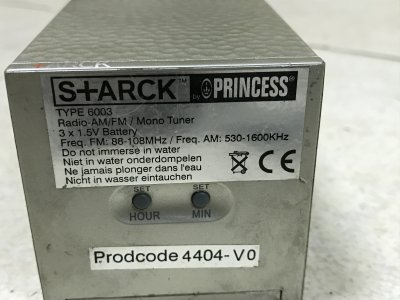 STARCK™ by PRINCESS®
TYPE 6003
Radio-AM/FM / Mono Tuner
3 x 1.5V Battery
Freq. FM: 88-108MHz / Freq. AM: 530-1600KHz
Do not immerse in water
Niet in water onderdompelen
Ne jamais plonger dans l'eau
Nicht in wasser eintauchen
CE
SET SET
HOUR MIN
Prodcode 4404-V0